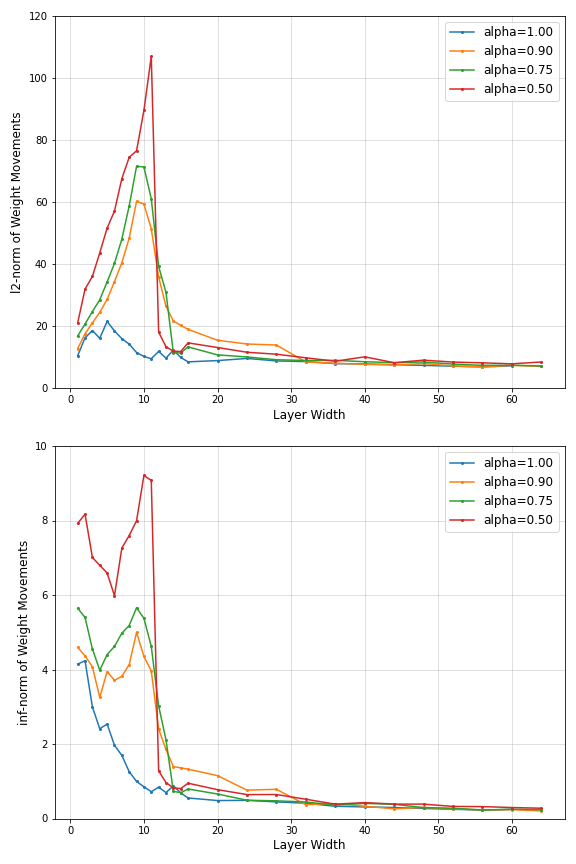 120
100
80
60
40
20
0
l2-norm of Weight Movements
alpha=1.00
alpha=0.90
alpha=0.75
alpha=0.50
0 10 20 30 40 50 60
Layer Width
10
8
6
4
2
0
inf-norm of Weight Movements
alpha=1.00
alpha=0.90
alpha=0.75
alpha=0.50
0 10 20 30 40 50 60
Layer Width